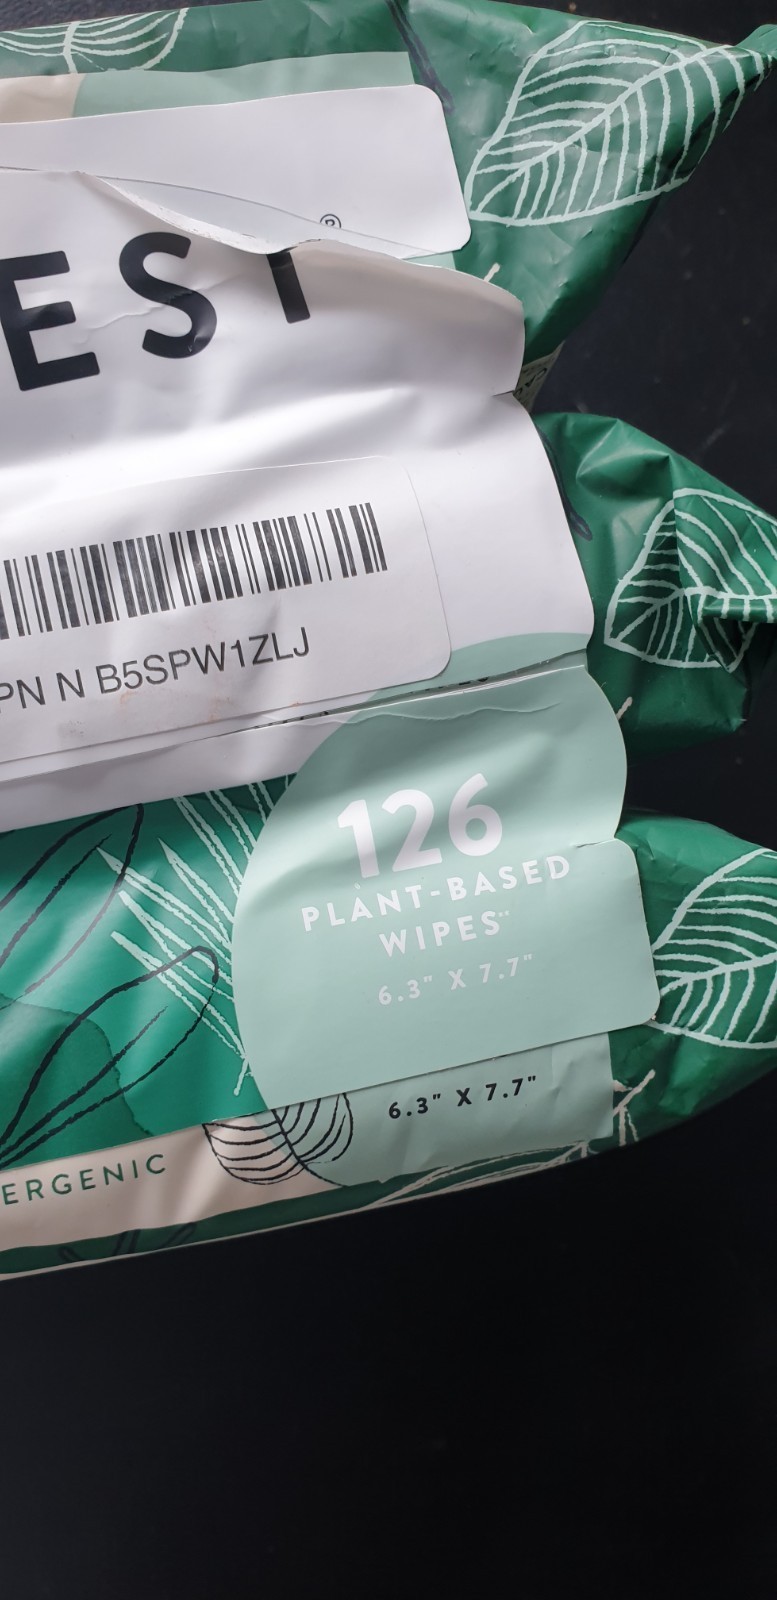 ®
EST
PN N B5SPW1ZLJ
126
PLANT-BASED
WIPES**
6.3" X 7.7"
6.3" X 7.7"
ERGENIC